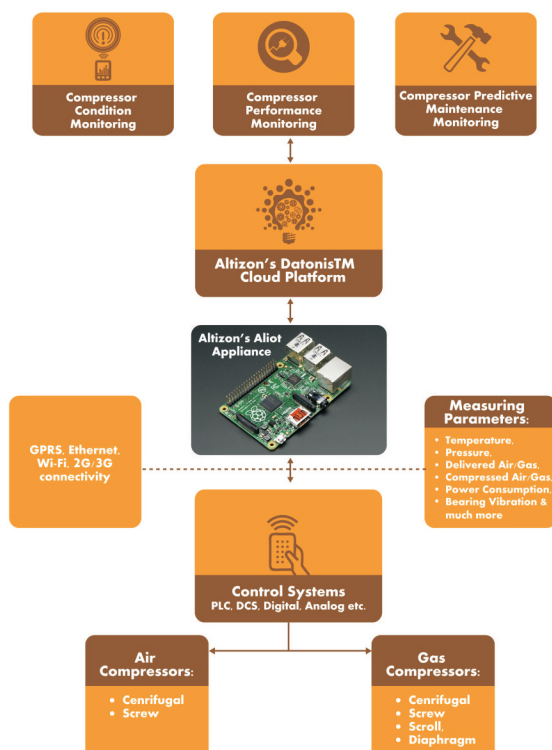 Compressor
Condition
Monitoring
Compressor
Performance
Monitoring
Compressor Predictive
Maintenance
Monitoring
Altizon's DatonisTM
Cloud Platform
Altizon's Aliot
Appliance
GPRS, Ethernet,
Wi-Fi, 2G/3G
connectivity
Measuring
Parameters:
• Temperature,
• Pressure,
• Delivered Air/Gas,
• Compressed Air/Gas,
• Power Consumption,
• Bearing Vibration &
much more
Control Systems
PLC, DCS, Digital, Analog etc.
Air
Compressors:
• Cenrifugal
• Screw
Gas
Compressors:
• Cenrifugal
• Screw
• Scroll,
• Diaphragm